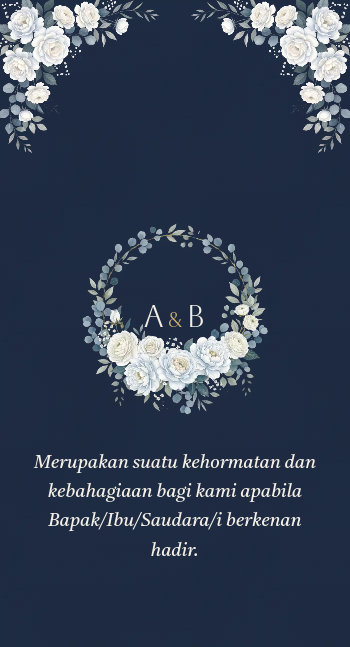 A & B
Merupakan suatu kehormatan dan
kebahagiaan bagi kami apabila
Bapak/Ibu/Saudara/i berkenan
hadir.